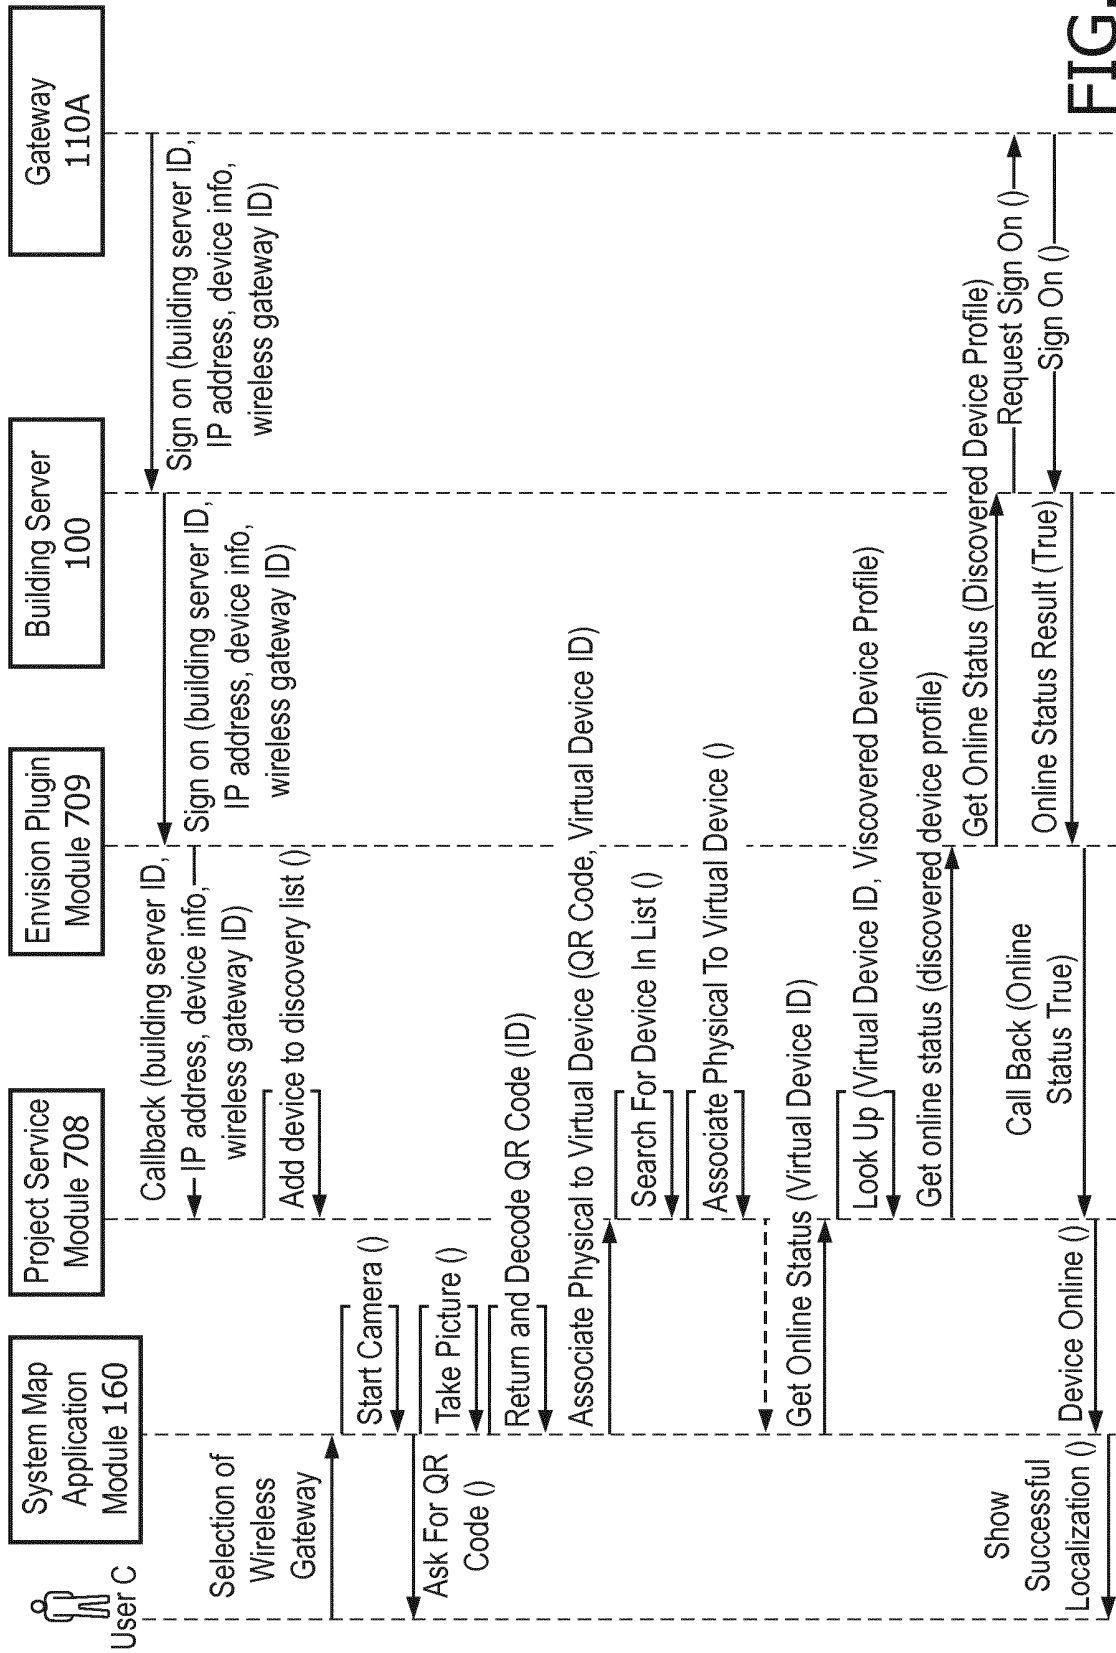 User C
System Map
Application
Module 160
Project Service
Module 708
Envision Plugin
Module 709
Building Server
100
Gateway
110A
Sign on (building server ID,
IP address, device info,
wireless gateway ID)
Sign on (building server ID,
IP address, device info,
wireless gateway ID)
Callback (building server ID,
IP address, device info,
wireless gateway ID)
Add device to discovery list ()
Selection of
Wireless
Gateway
Start Camera ()
Ask For QR
Code ()
Take Picture ()
Return and Decode QR Code (ID)
Associate Physical to Virtual Device (QR Code, Virtual Device ID)
Search For Device In List ()
Associate Physical To Virtual Device ()
Get Online Status (Virtual Device ID)
Look Up (Virtual Device ID, Viscovered Device Profile)
Get online status (discovered device profile)
Get Online Status (Discovered Device Profile)
Request Sign On ()
Sign On ()
Online Status Result (True)
Call Back (Online
Status True)
Device Online ()
Show
Successful
Localization ()
FIG.